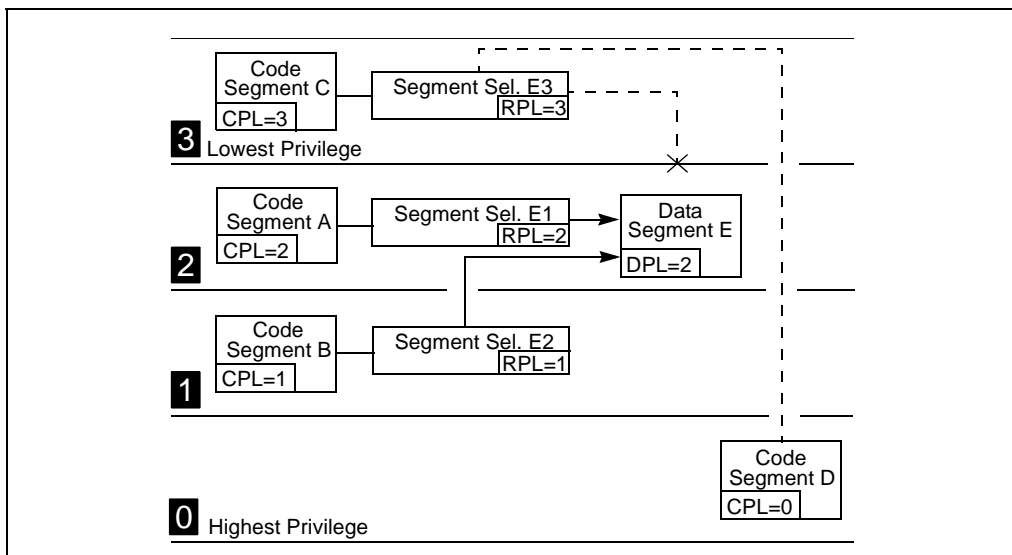 Code
Segment C
CPL=3
Segment Sel. E3
RPL=3
3
Lowest Privilege
Code
Segment A
CPL=2
Segment Sel. E1
RPL=2
Data
Segment E
DPL=2
2
Code
Segment B
CPL=1
Segment Sel. E2
RPL=1
1
Code
Segment D
CPL=0
0
Highest Privilege